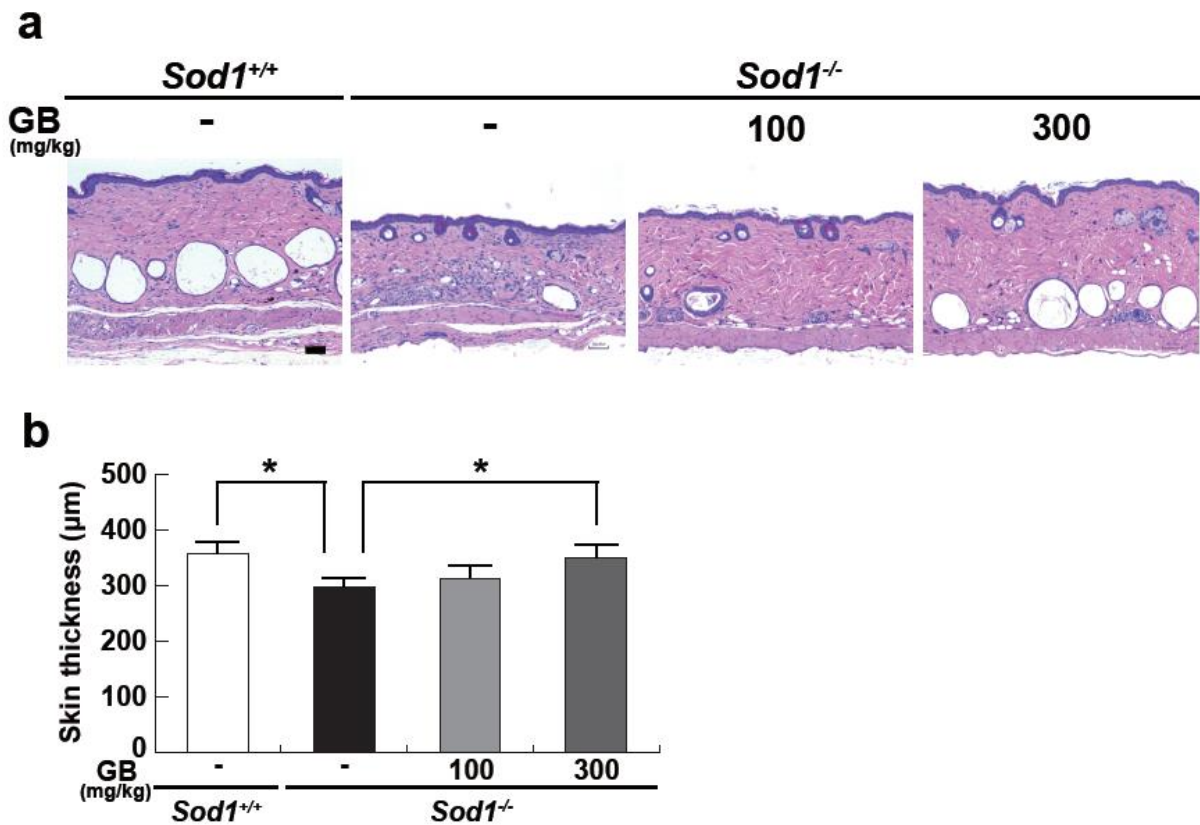 a
Sod1+/+ Sod1-/-
GB - - 100 300
(mg/kg)
b
Skin thickness (µm)
500
400
300
200
100
0
* *
GB - - 100 300
(mg/kg)
Sod1+/+ Sod1-/-